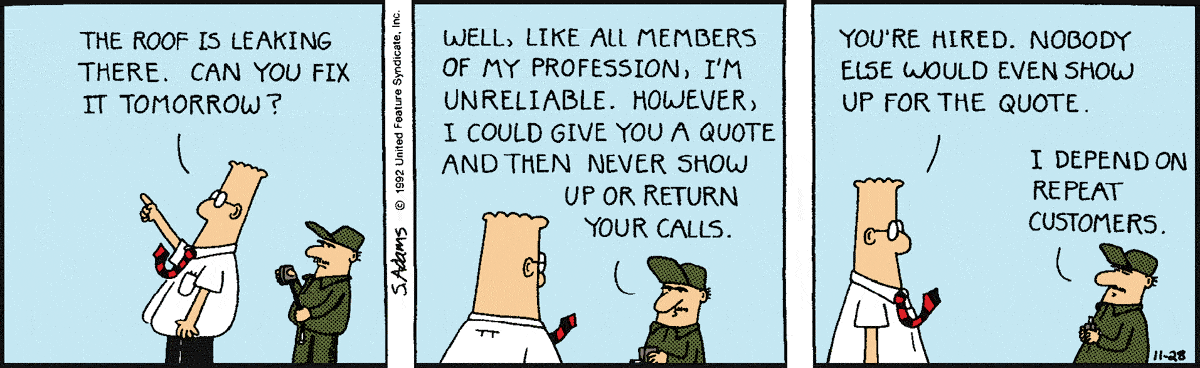 THE ROOF IS LEAKING
THERE. CAN YOU FIX
IT TOMORROW?
S.Adams © 1992 United Feature Syndicate, Inc.
WELL, LIKE ALL MEMBERS
OF MY PROFESSION, I'M
UNRELIABLE. HOWEVER,
I COULD GIVE YOU A QUOTE
AND THEN NEVER SHOW
UP OR RETURN
YOUR CALLS.
YOU'RE HIRED. NOBODY
ELSE WOULD EVEN SHOW
UP FOR THE QUOTE.
I DEPEND ON
REPEAT
CUSTOMERS.
11-28